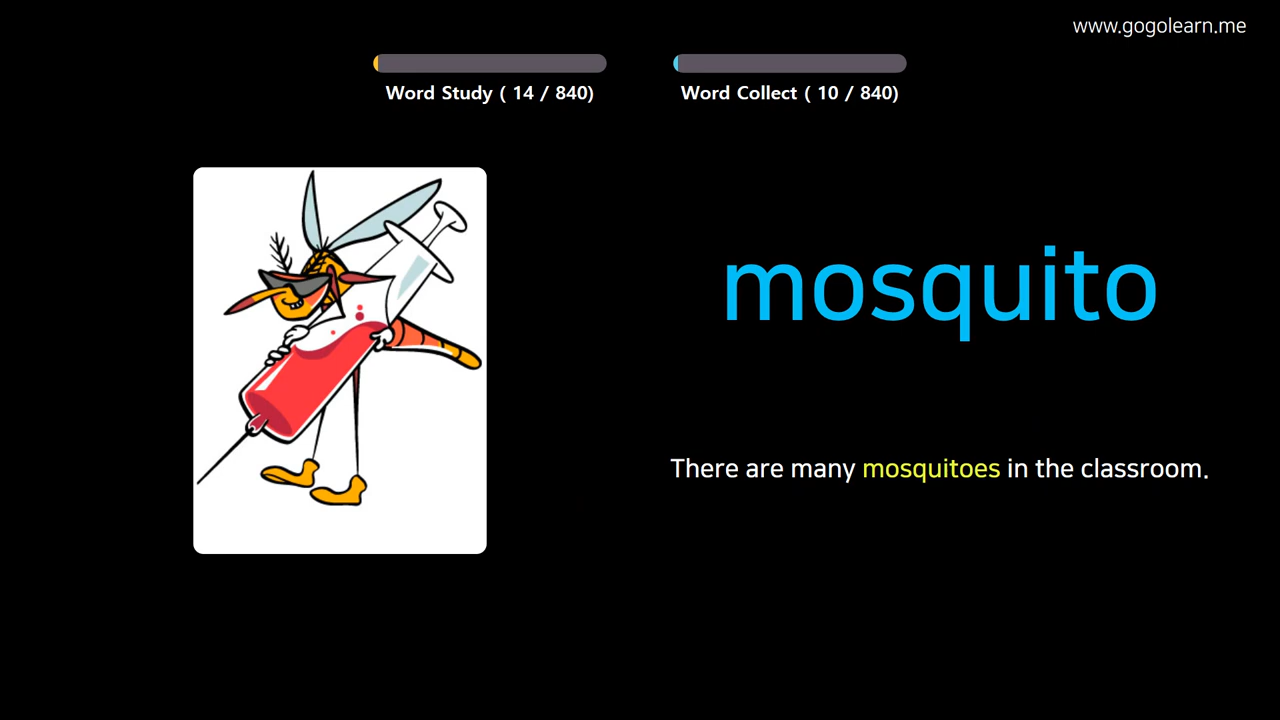 www.gogolearn.me
Word Study ( 14 / 840)
Word Collect ( 10 / 840)
mosquito
There are many mosquitoes in the classroom.